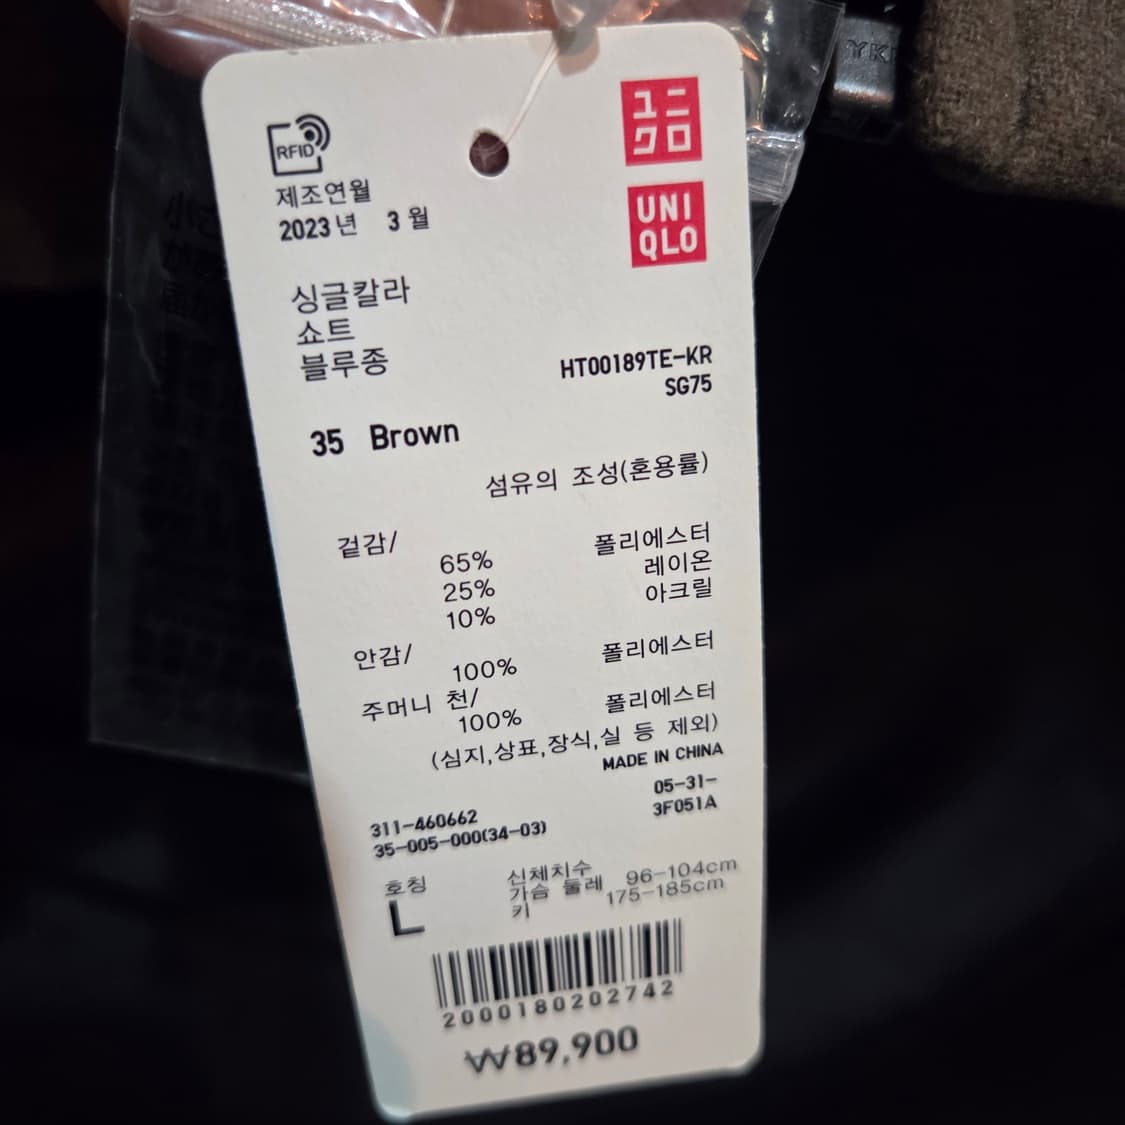 ユニ
クロ
UNI
QLO
RFID
제조연월
2023년 3월
싱글칼라
쇼트
블루종
HT00189TE-KR
SG75
35 Brown
섬유의 조성(혼용률)
겉감/ 폴리에스터
65% 레이온
25% 아크릴
10%
안감/ 폴리에스터
100%
주머니 천/ 폴리에스터
100%
(심지,상표,장식,실 등 제외)
MADE IN CHINA
05-31-
3F051A
311-460662
35-005-000(34-03)
호칭 신체치수
L 가슴 둘레 96-104cm
키 175-185cm
2000180202742
₩89,900